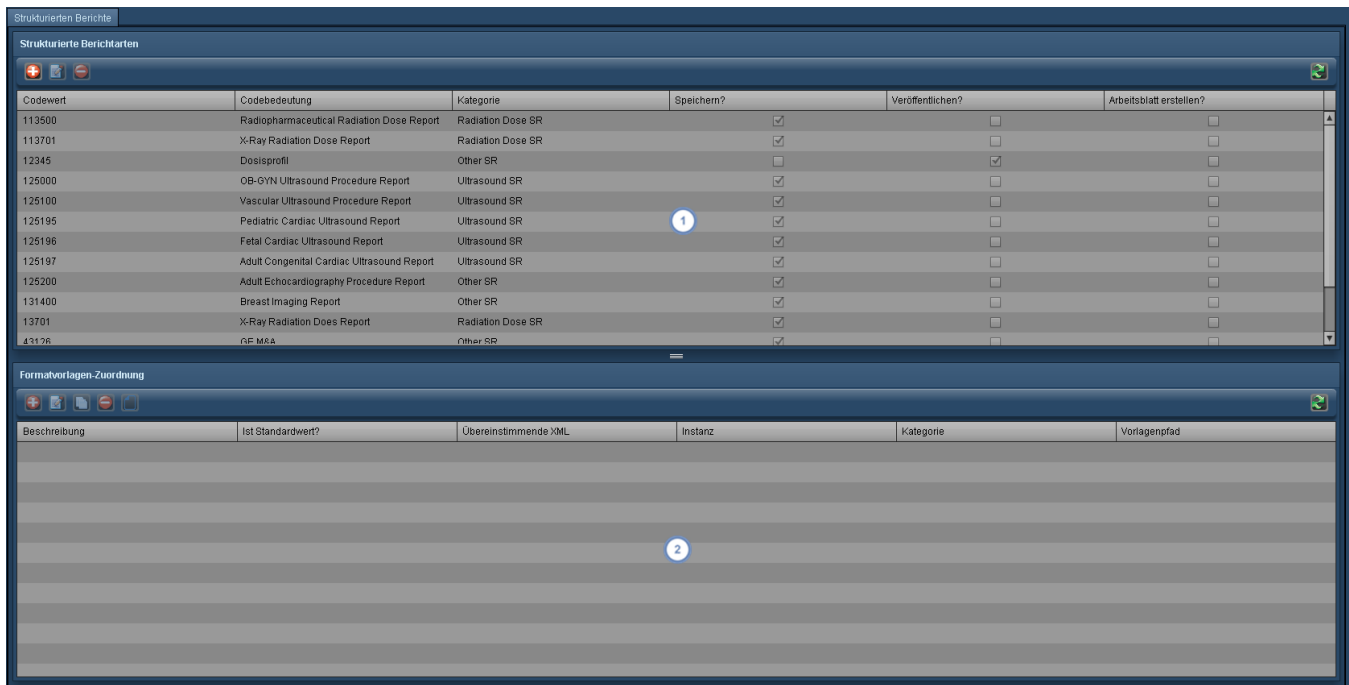 Strukturierten Berichte
Strukturierte Berichtarten
Codewert Codebedeutung Kategorie Speichern? Veröffentlichen? Arbeitsblatt erstellen?
113500 Radiopharmaceutical Radiation Dose Report Radiation Dose SR
113701 X-Ray Radiation Dose Report Radiation Dose SR
12345 Dosisprofil Other SR
125000 OB-GYN Ultrasound Procedure Report Ultrasound SR
125100 Vascular Ultrasound Procedure Report Ultrasound SR
125195 Pediatric Cardiac Ultrasound Report Ultrasound SR 1
125196 Fetal Cardiac Ultrasound Report Ultrasound SR
125197 Adult Congenital Cardiac Ultrasound Report Ultrasound SR
125200 Adult Echocardiography Procedure Report Other SR
131400 Breast Imaging Report Other SR
13701 X-Ray Radiation Does Report Radiation Dose SR
43126 GE M&A Other SR
Formatvorlagen-Zuordnung
Beschreibung Ist Standardwert? Übereinstimmende XML Instanz Kategorie Vorlagenpfad
2